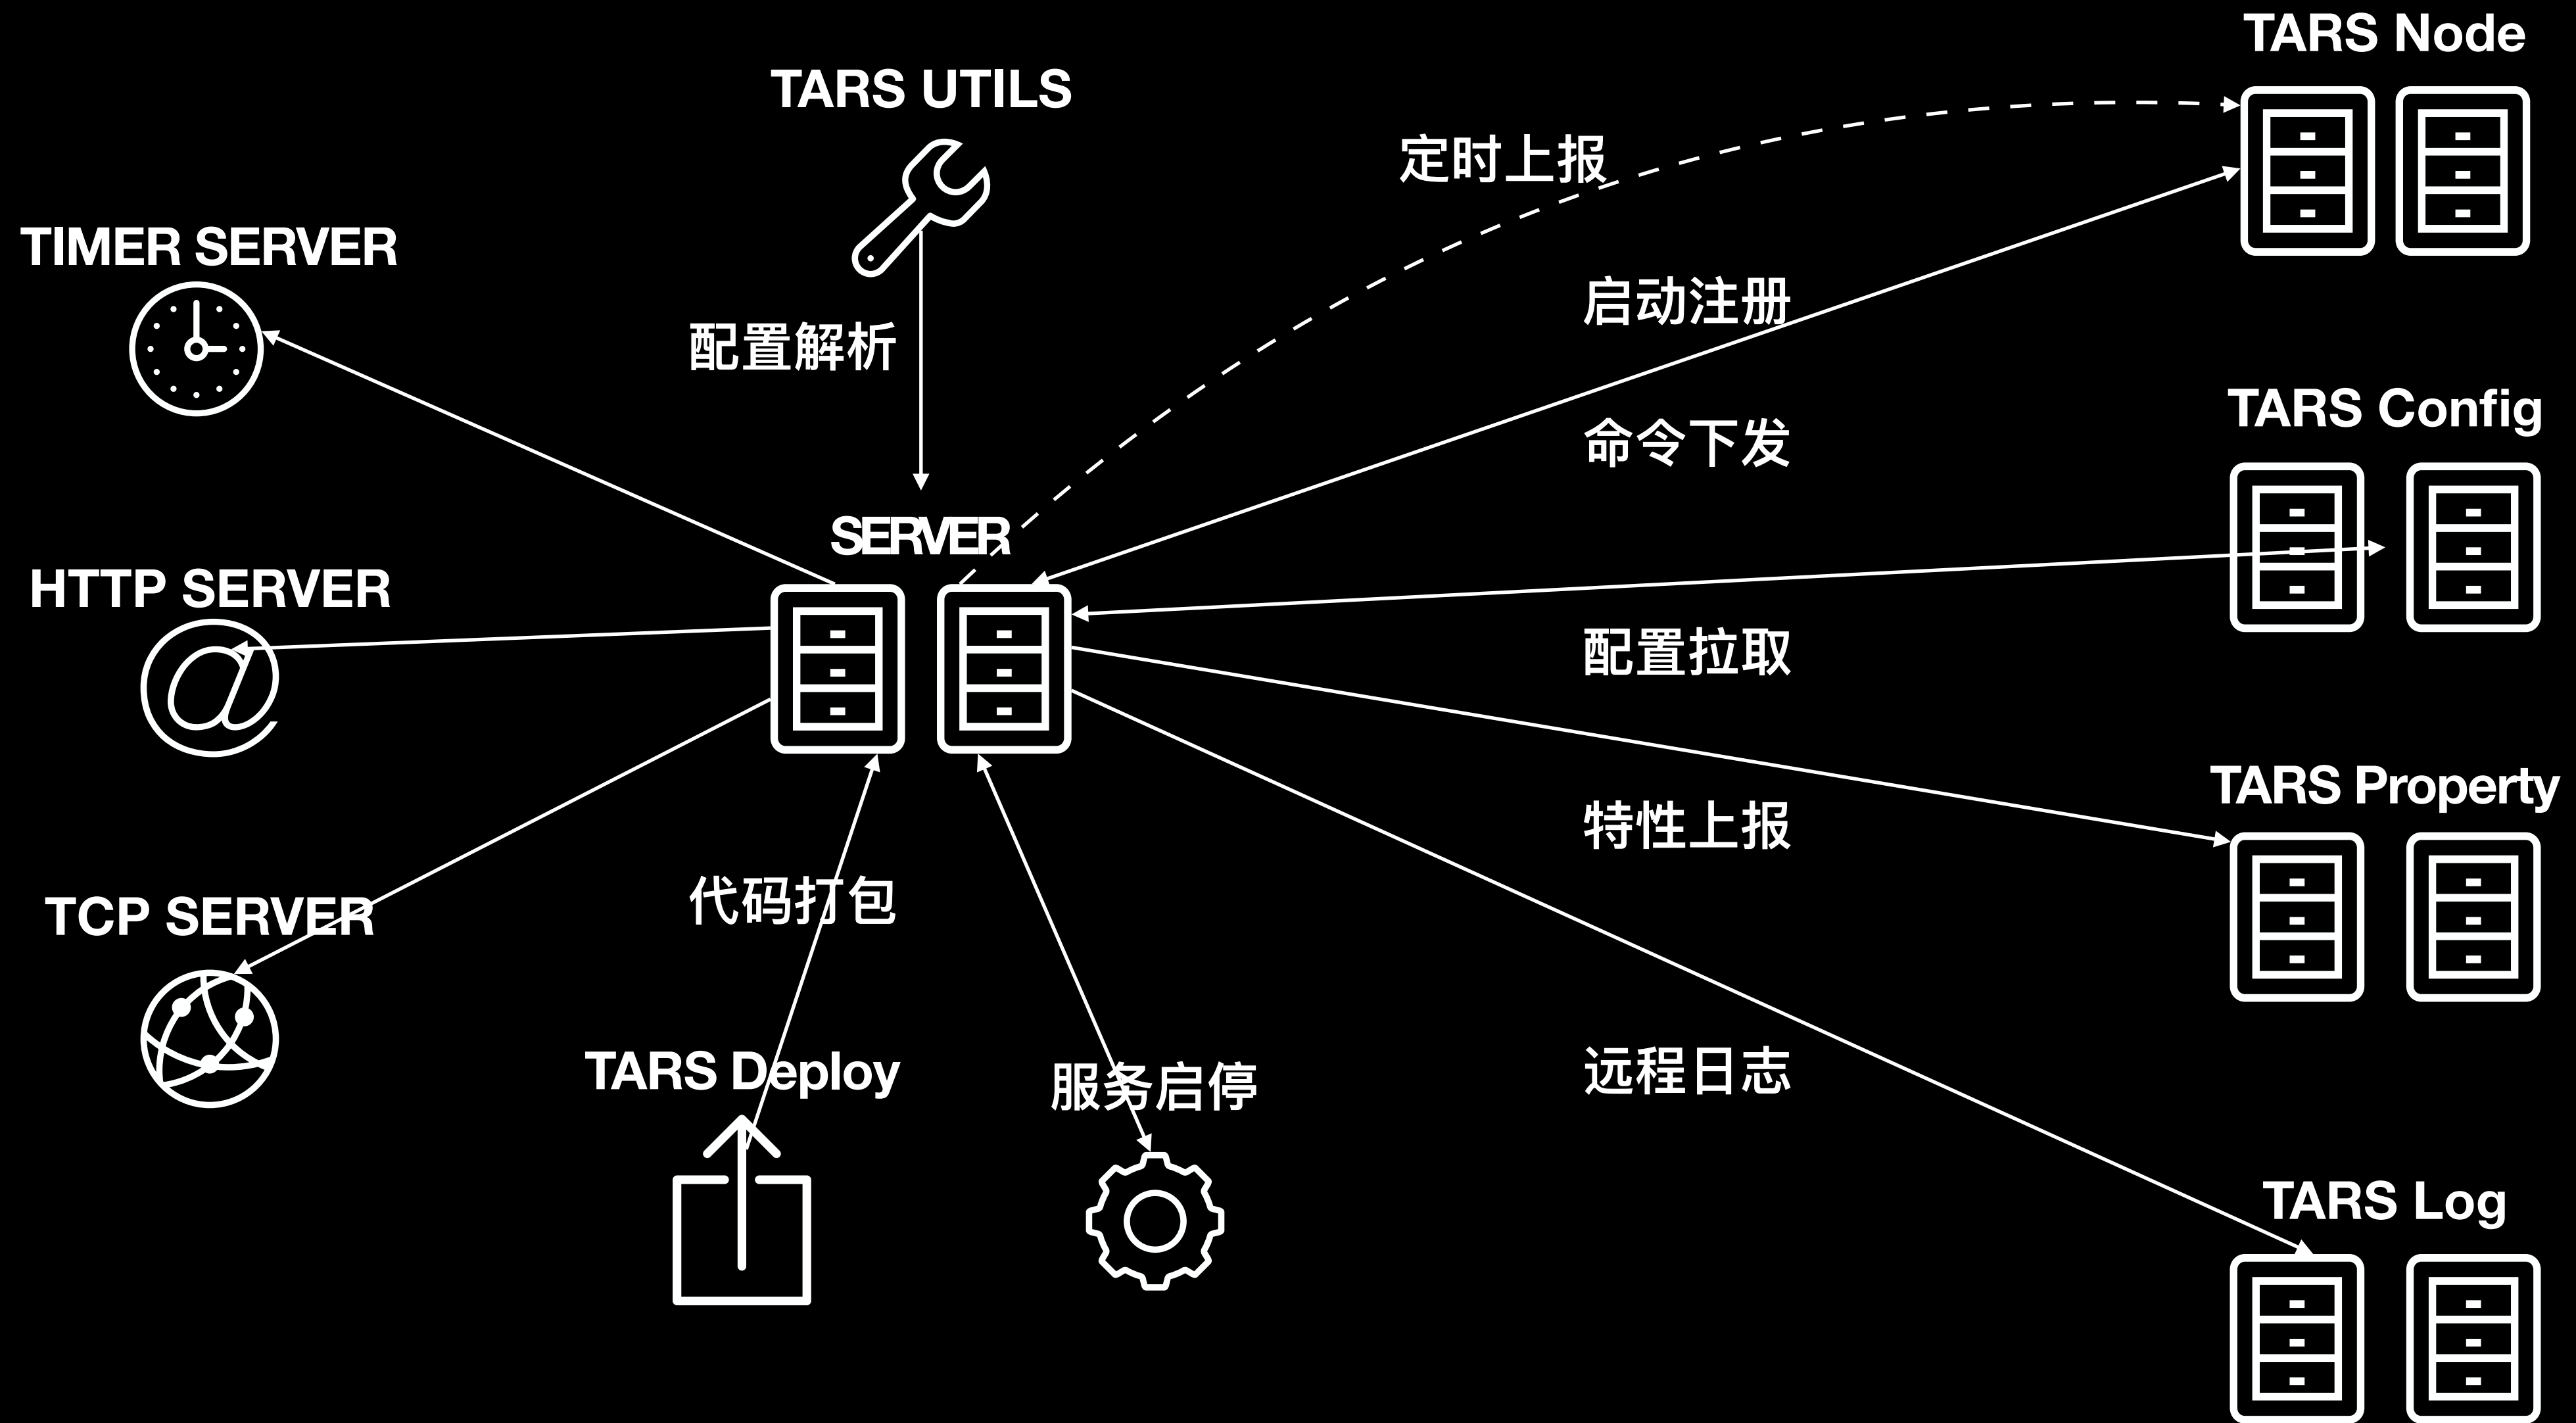 TARS Node
TARS UTILS
定时上报
TIMER SERVER
启动注册
配置解析
TARS Config
命令下发
SERVER
HTTP SERVER
配置拉取
TARS Property
特性上报
代码打包
TCP SERVER
TARS Deploy
服务启停
远程日志
TARS Log